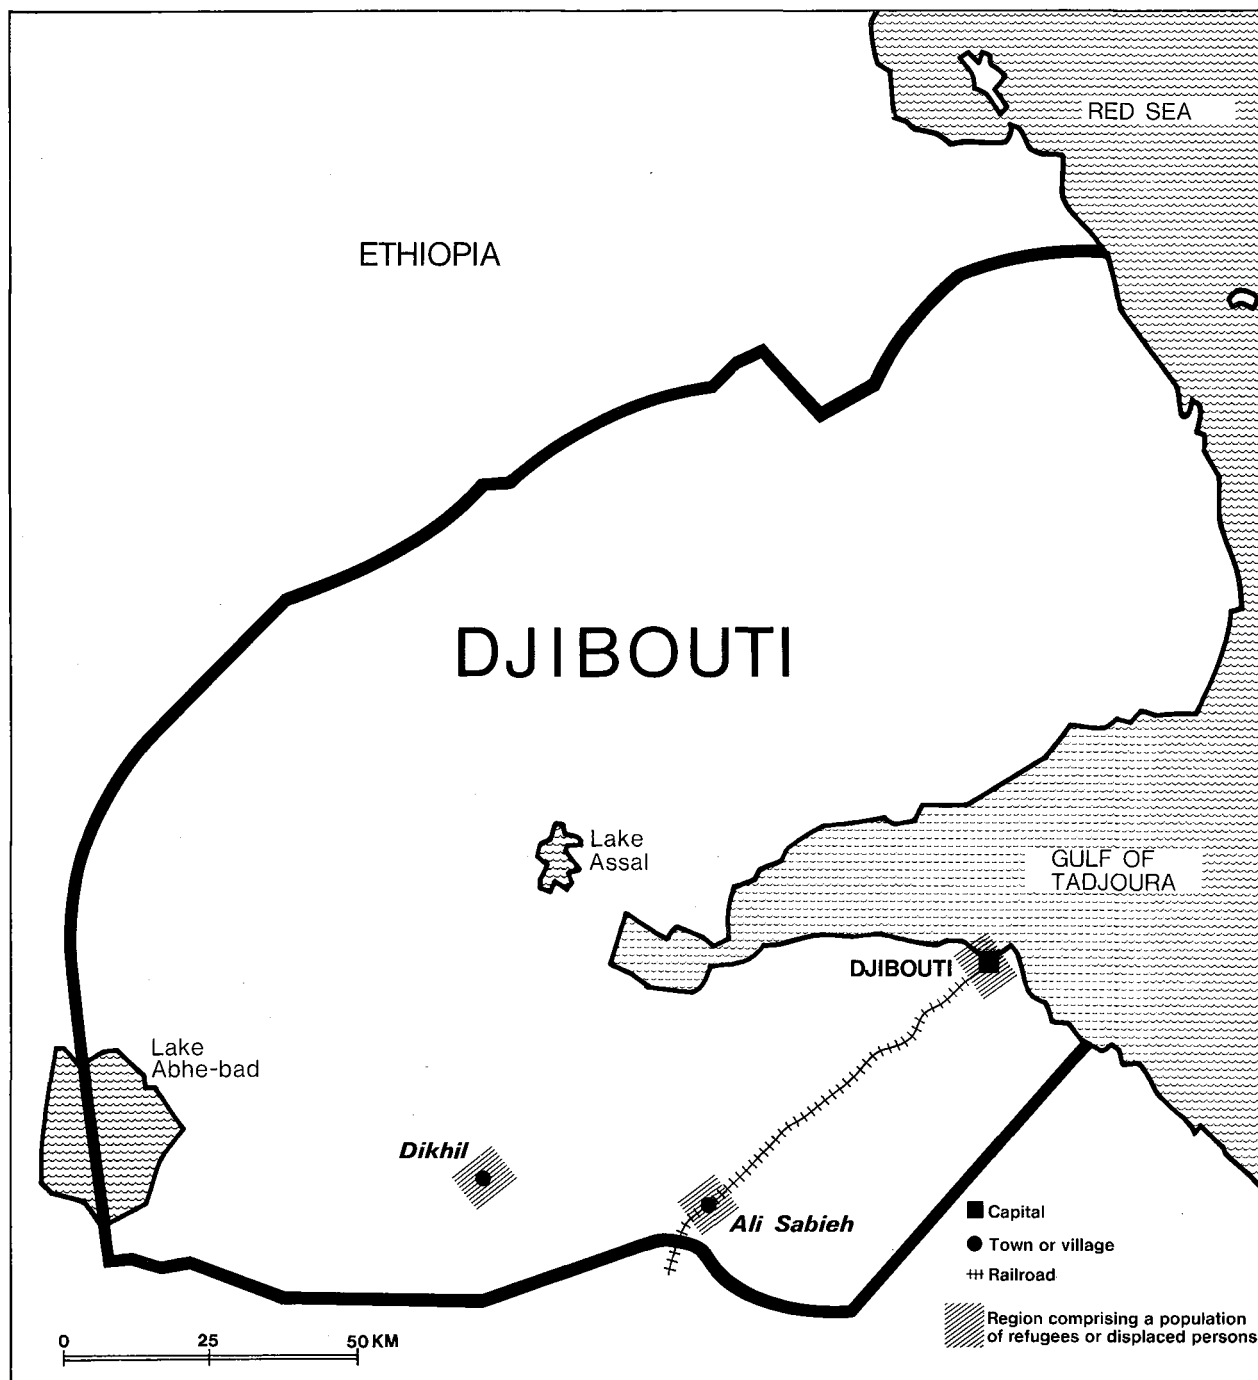 RED SEA
ETHIOPIA
DJIBOUTI
Lake
Assal
GULF OF
TADJOURA
DJIBOUTI
Lake
Abhe-bad
Dikhil
Ali Sabieh
Capital
Town or village
Railroad
Region comprising a population
of refugees or displaced persons
0 25 50 KM